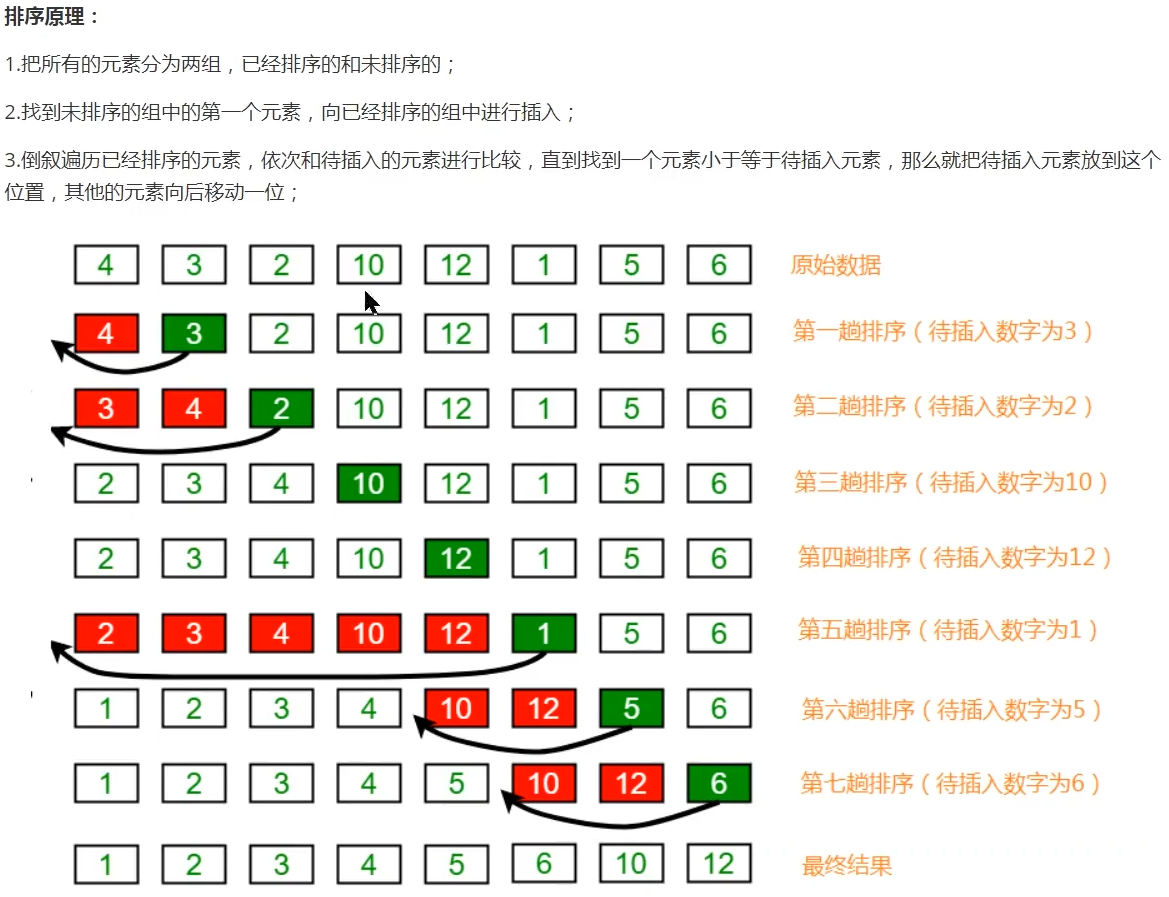 排序原理：
1.把所有的元素分为两组，已经排序的和未排序的；
2.找到未排序的组中的第一个元素，向已经排序的组中进行插入；
3.倒叙遍历已经排序的元素，依次和待插入的元素进行比较，直到找到一个元素小于等于待插入元素，那么就把待插入元素放到这个
位置，其他的元素向后移动一位；
4 3 2 10 12 1 5 6 原始数据
4 3 2 10 12 1 5 6 第一趟排序（待插入数字为3）
3 4 2 10 12 1 5 6 第二趟排序（待插入数字为2）
2 3 4 10 12 1 5 6 第三趟排序（待插入数字为10）
2 3 4 10 12 1 5 6 第四趟排序（待插入数字为12）
2 3 4 10 12 1 5 6 第五趟排序（待插入数字为1）
1 2 3 4 10 12 5 6 第六趟排序（待插入数字为5）
1 2 3 4 5 10 12 6 第七趟排序（待插入数字为6）
1 2 3 4 5 6 10 12 最终结果